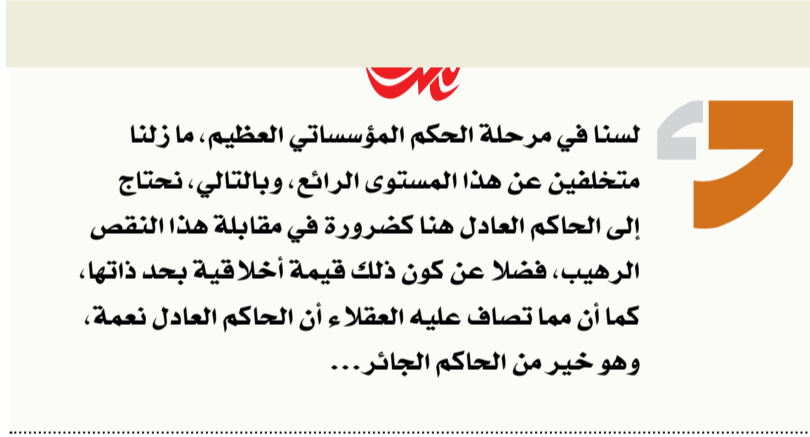 لسنا في مرحلة الحكم المؤسساتي العظيم، ما زلنا
متخلفين عن هذا المستوى الرائع، وبالتالي، نحتاج
إلى الحاكم العادل هنا كضرورة في مقابلة هذا النقص
الرهيب، فضلا عن كون ذلك قيمة أخلاقية بحد ذاتها،
كما أن مما تصاف عليه العقلاء أن الحاكم العادل نعمة،
وهو خير من الحاكم الجائر...